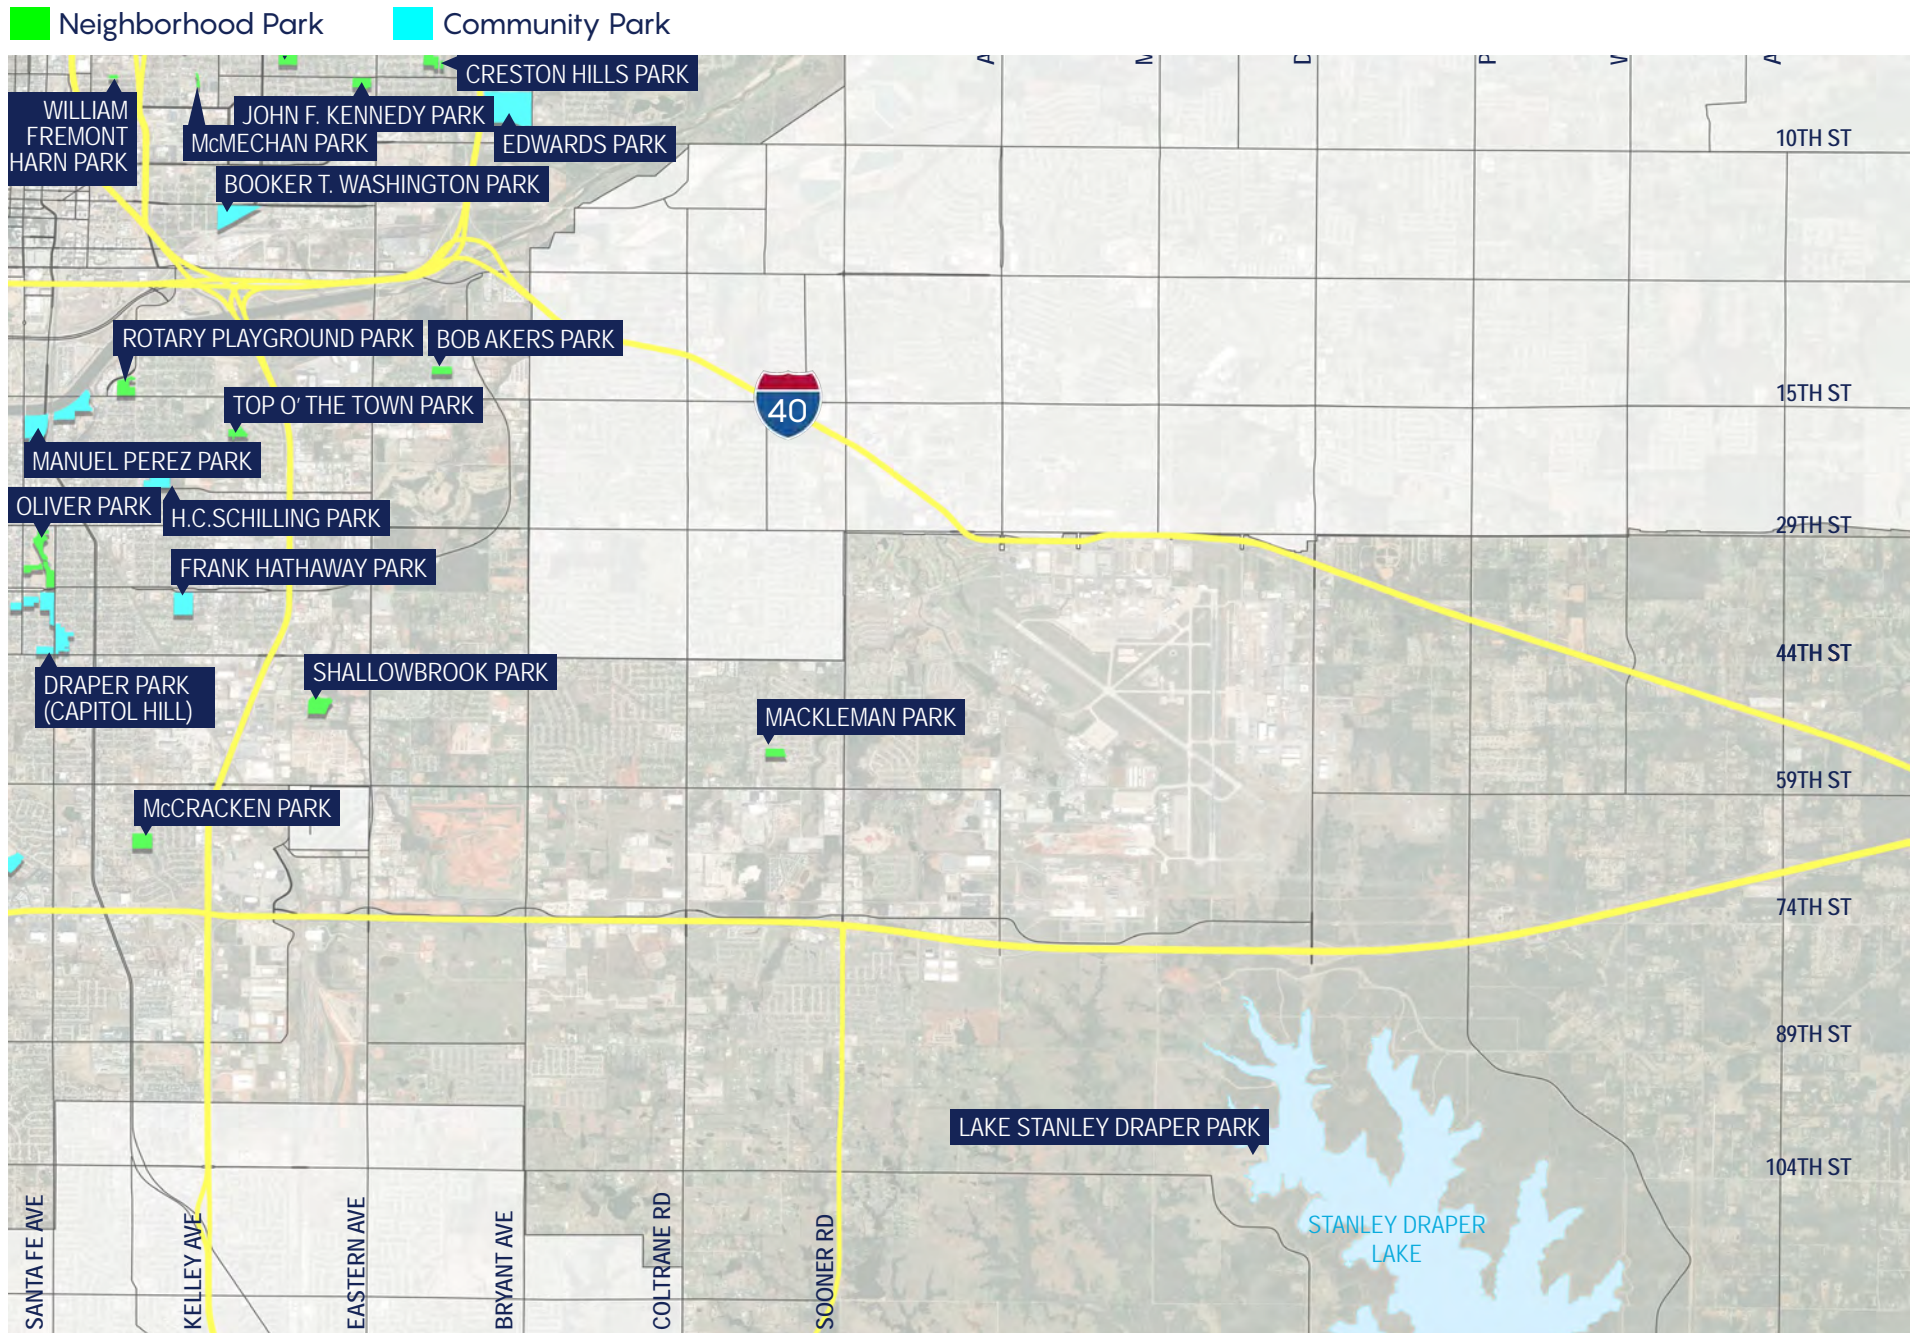 Neighborhood Park
Community Park
CRESTON HILLS PARK
WILLIAM
FREMONT
HARN PARK
JOHN F. KENNEDY PARK
McMECHAN PARK
EDWARDS PARK
10TH ST
BOOKER T. WASHINGTON PARK
ROTARY PLAYGROUND PARK
BOB AKERS PARK
TOP O' THE TOWN PARK
40
15TH ST
MANUEL PEREZ PARK
OLIVER PARK
H.C.SCHILLING PARK
29TH ST
FRANK HATHAWAY PARK
44TH ST
DRAPER PARK
(CAPITOL HILL)
SHALLOWBROOK PARK
MACKLEMAN PARK
59TH ST
McCRACKEN PARK
74TH ST
89TH ST
LAKE STANLEY DRAPER PARK
104TH ST
STANLEY DRAPER
LAKE
SANTA FE AVE
KELLEY AVE
EASTERN AVE
BRYANT AVE
COLTRANE RD
SOONER RD